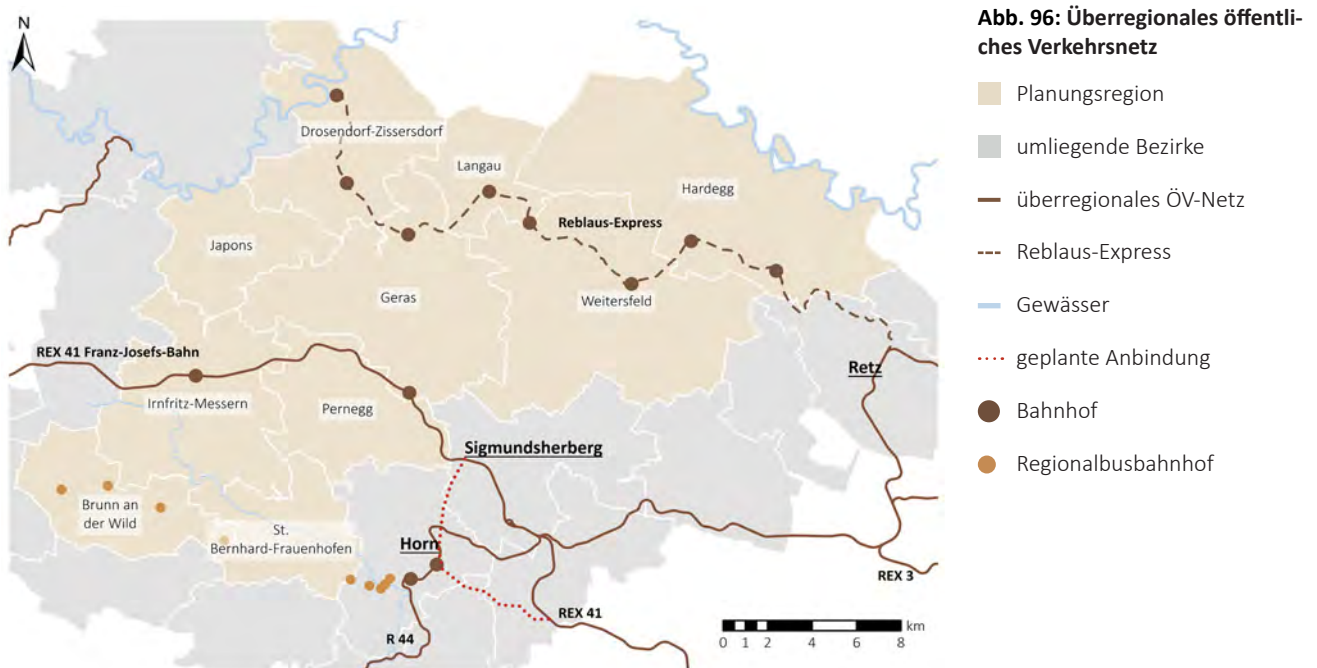 N
Drosendorf-Zissersdorf
Langau
Hardegg
Reblaus-Express
Japons
Geras
Weitersfeld
REX 41 Franz-Josefs-Bahn
Retz
Irnfritz-Messern
Pernegg
Sigmundsherberg
Brunn an
der Wild
St.
Bernhard-Frauenhofen
Horn
REX 3
REX 41
R 44
km
0 1 2 4 6 8
Abb. 96: Überregionales öffentli-
ches Verkehrsnetz
Planungsregion
umliegende Bezirke
überregionales ÖV-Netz
Reblaus-Express
Gewässer
geplante Anbindung
Bahnhof
Regionalbusbahnhof